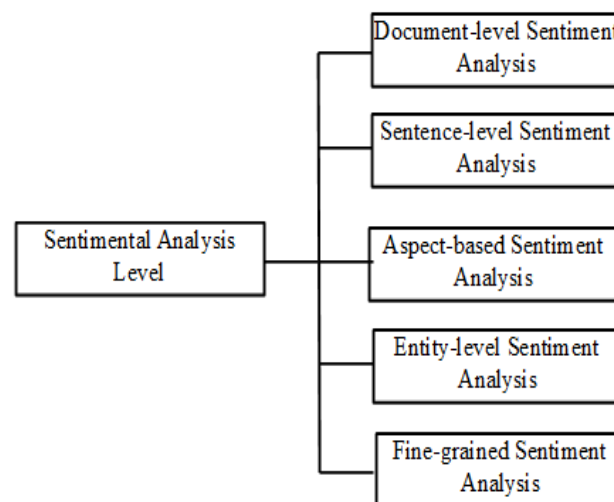 Document-level Sentiment
Analysis
Sentence-level Sentiment
Analysis
Sentimental Analysis
Level
Aspect-based Sentiment
Analysis
Entity-level Sentiment
Analysis
Fine-grained Sentiment
Analysis